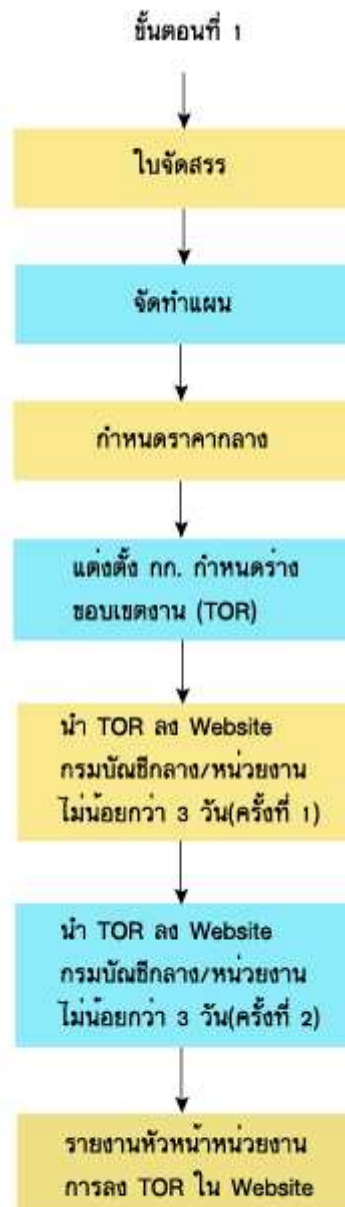 ขั้นตอนที่ 1
ใบจัดสรร
จัดทำแผน
กำหนดราคากลาง
แต่งตั้ง กก. กำหนดร่าง
ขอบเขตงาน (TOR)
นำ TOR ลง Website
กรมบัญชีกลาง/หน่วยงาน
ไม่น้อยกว่า 3 วัน(ครั้งที่ 1)
นำ TOR ลง Website
กรมบัญชีกลาง/หน่วยงาน
ไม่น้อยกว่า 3 วัน(ครั้งที่ 2)
รายงานหัวหน้าหน่วยงาน
การลง TOR ใน Website